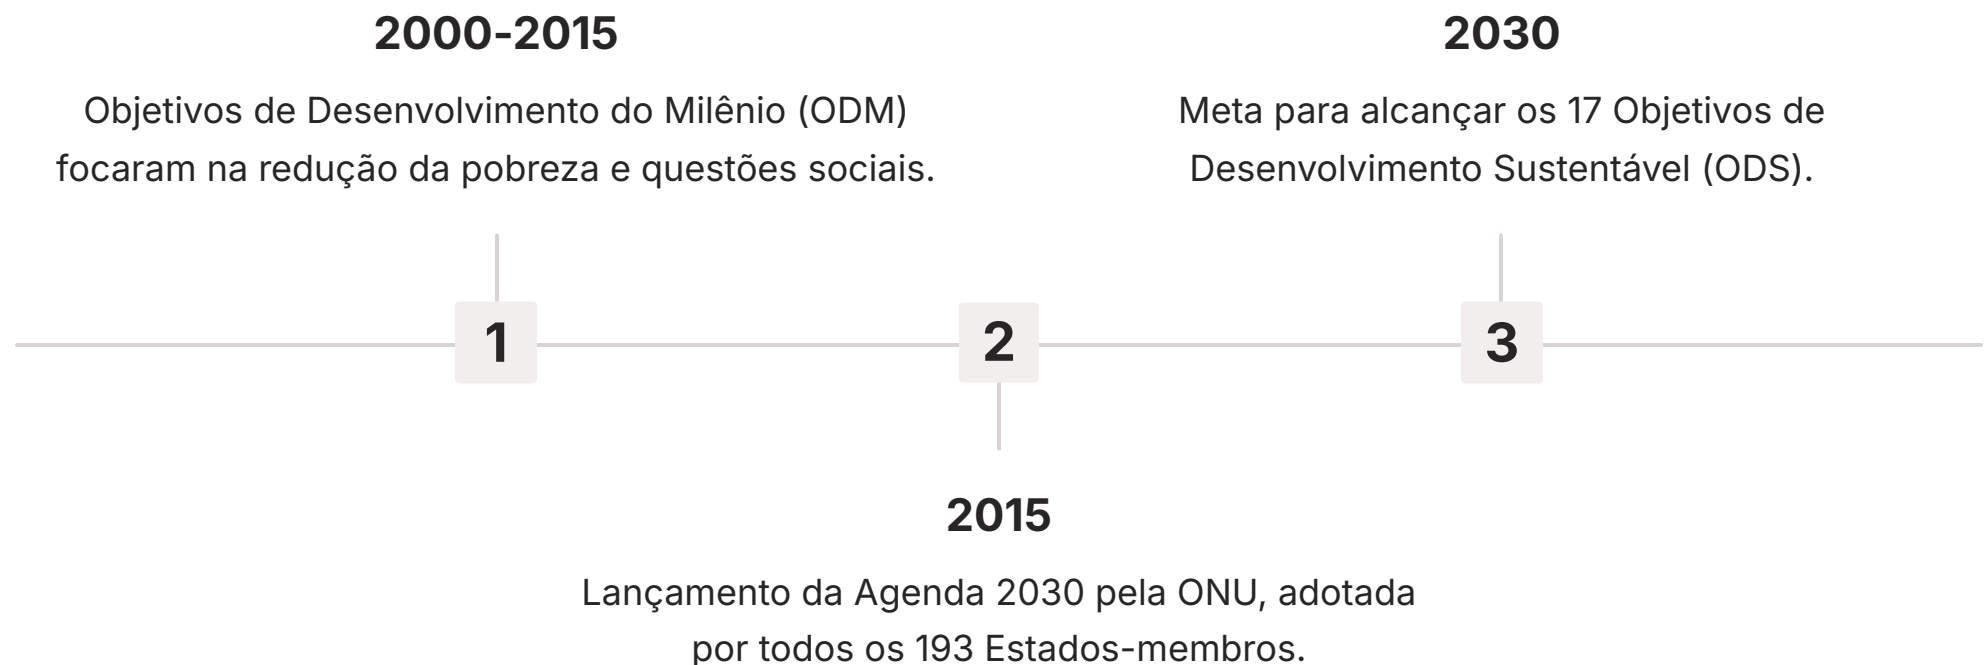 2000-2015
Objetivos de Desenvolvimento do Milênio (ODM)
focaram na redução da pobreza e questões sociais.
2030
Meta para alcançar os 17 Objetivos de
Desenvolvimento Sustentável (ODS).
1
2
3
2015
Lançamento da Agenda 2030 pela ONU, adotada
por todos os 193 Estados-membros.